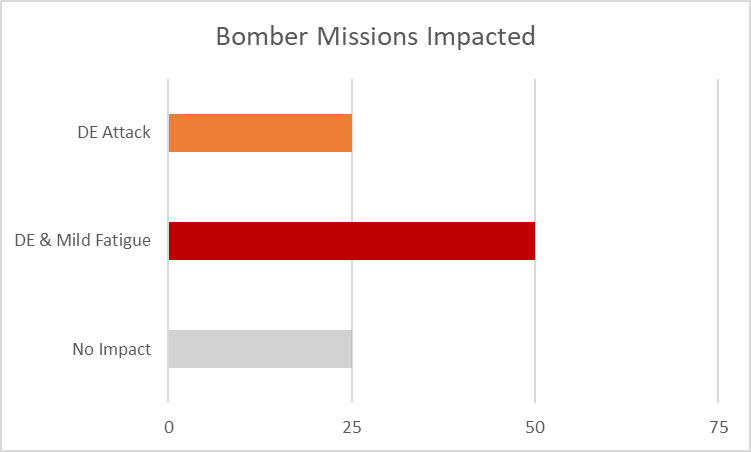 Bomber Missions Impacted
DE Attack
DE & Mild Fatigue
No Impact
0 25 50 75